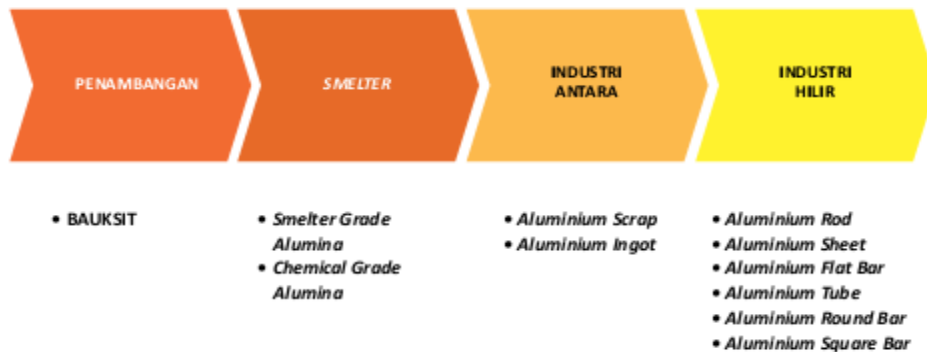 PENAMBANGAN
SMELTER
INDUSTRI
ANTARA
INDUSTRI
HILIR
• BAUKSIT
• Smelter Grade
Alumina
• Chemical Grade
Alumina
• Aluminium Scrap
• Aluminium Ingot
• Aluminium Rod
• Aluminium Sheet
• Aluminium Flat Bar
• Aluminium Tube
• Aluminium Round Bar
• Aluminium Square Bar